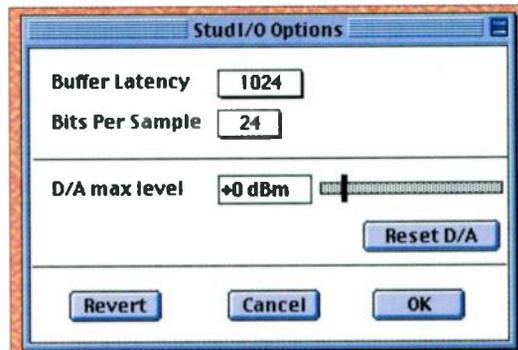 StudI/O Options
Buffer Latency 1024
Bits Per Sample 24
D/A max level +0 dBm
Reset D/A
Revert Cancel OK